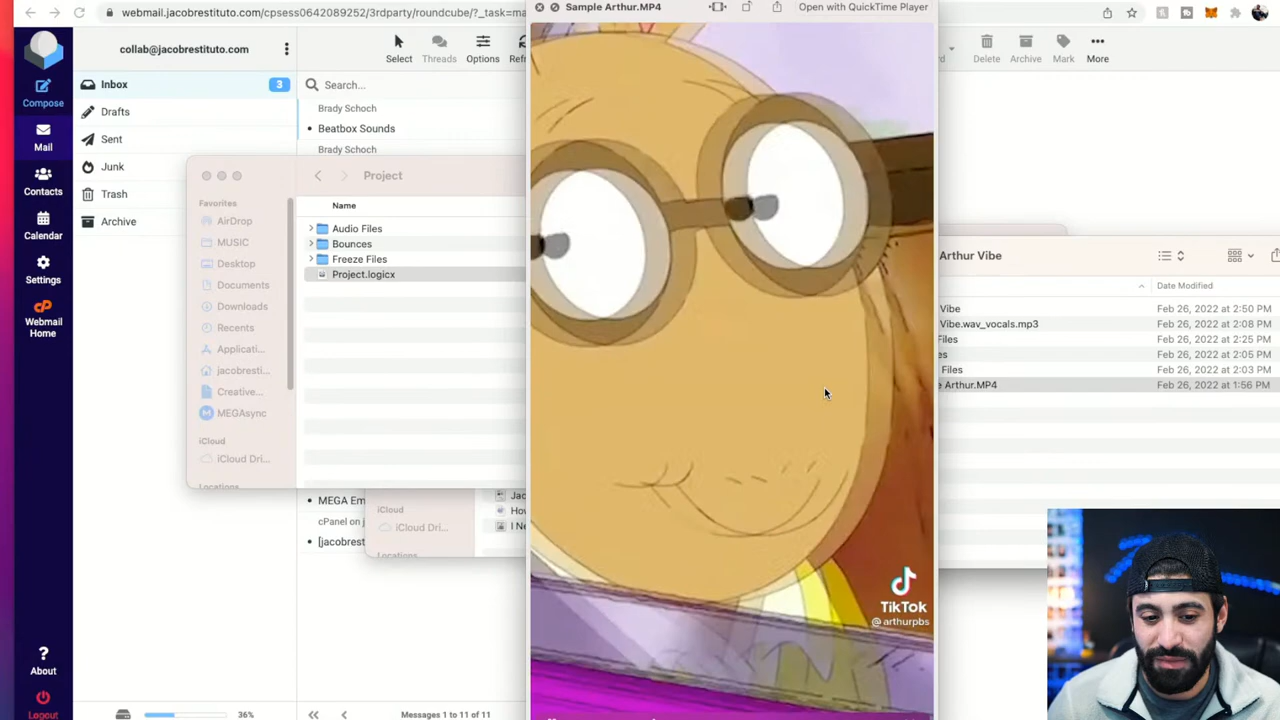 webmail.jacobrestituto.com/cpsess0642089252/3rdparty/roundcube/?_task=ma
Sample Arthur.MP4
Open with QuickTime Player
collab@jacobrestituto.com
Select
Threads
Options
Refr
Delete
Archive
Mark
More
Compose
Mail
Contacts
Calendar
Settings
Webmail
Home
About
Logout
Inbox
3
Drafts
Sent
Junk
Trash
Archive
Search...
Brady Schoch
Beatbox Sounds
Brady Schoch
Project
Favorites
AirDrop
MUSIC
Desktop
Documents
Downloads
Recents
Applicati...
jacobresti...
Creative...
MEGAsync
iCloud
iCloud Dri...
Locations
Name
Audio Files
Bounces
Freeze Files
Project.logicx
MEGA Em
cPanel on j
[jacobrest
iCloud
iCloud Dri...
Locations
Jac
How
I Ne
Arthur Vibe
Date Modified
Vibe
Feb 26, 2022 at 2:50 PM
Vibe.wav_vocals.mp3
Feb 26, 2022 at 2:08 PM
Files
Feb 26, 2022 at 2:25 PM
es
Feb 26, 2022 at 2:05 PM
Files
Feb 26, 2022 at 2:03 PM
e Arthur.MP4
Feb 26, 2022 at 1:56 PM
TikTok
@arthurpbs
36%
Messages 1 to 11 of 11